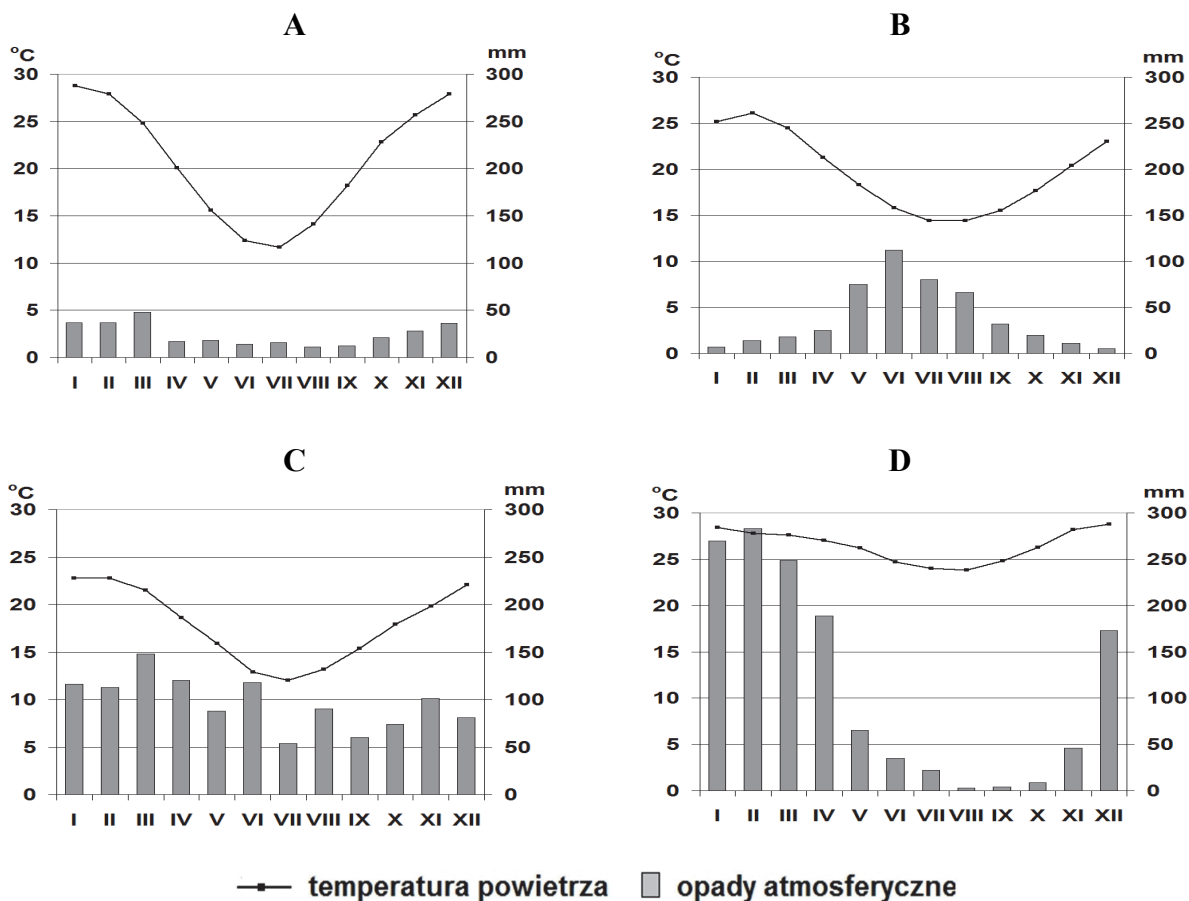 A
°C mm
30 300
25 250
20 200
15 150
10 100
5 50
0 0
I II III IV V VI VII VIII IX X XI XII
B
°C mm
30 300
25 250
20 200
15 150
10 100
5 50
0 0
I II III IV V VI VII VIII IX X XI XII
C
°C mm
30 300
25 250
20 200
15 150
10 100
5 50
0 0
I II III IV V VI VII VIII IX X XI XII
D
°C mm
30 300
25 250
20 200
15 150
10 100
5 50
0 0
I II III IV V VI VII VIII IX X XI XII
temperatura powietrza opady atmosferyczne